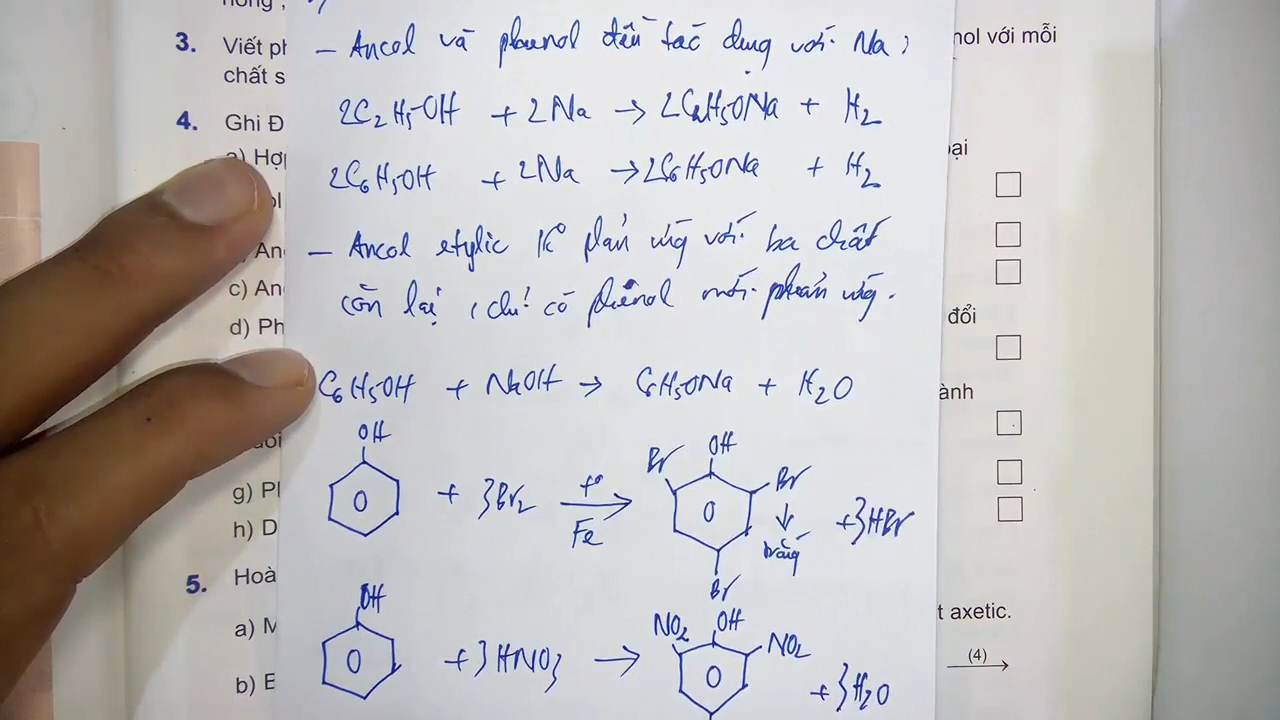 3. Viết ph
chất s
nol với mỗi
4. Ghi Đ
a) Hợp
ại
An
c) An
d) Ph
đổi
ành
g) Ph
h) D
5. Hoà
a) M
t axetic.
b) E
(4)
– Ancol và phenol đều tác dụng với Na;
2C2H5OH + 2Na → 2C2H5ONa + H2
2C6H5OH + 2Na → 2C6H5ONa + H2
– Ancol etylic k° phản ứng với ba chất
còn lại, chỉ có phenol mới phản ứng.
C6H5OH + NaOH → C6H5ONa + H2O
OH
+ 3Br2 t° Fe → Br OH Br Br ↓ trắng + 3HBr
OH
+ 3HNO3 → NO2 OH NO2 + 3H2O